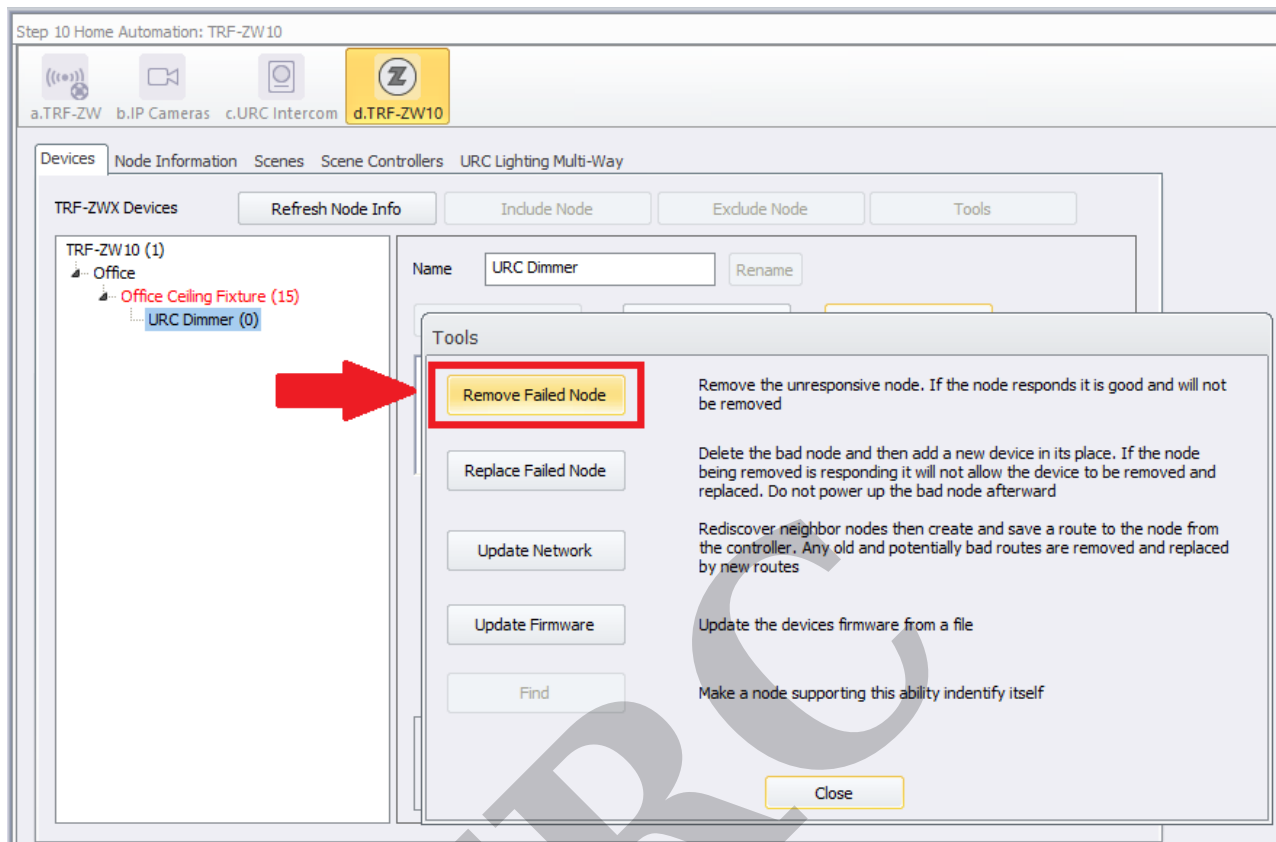 Step 10 Home Automation: TRF-ZW10
a.TRF-ZW b.IP Cameras c.URC Intercom d.TRF-ZW10
Devices Node Information Scenes Scene Controllers URC Lighting Multi-Way
TRF-ZWX Devices Refresh Node Info Include Node Exclude Node Tools
TRF-ZW10 (1)
Office
Office Ceiling Fixture (15)
URC Dimmer (0)
Name URC Dimmer Rename
Tools
Remove Failed Node
Remove the unresponsive node. If the node responds it is good and will not
be removed
Replace Failed Node
Delete the bad node and then add a new device in its place. If the node
being removed is responding it will not allow the device to be removed and
replaced. Do not power up the bad node afterward
Update Network
Rediscover neighbor nodes then create and save a route to the node from
the controller. Any old and potentially bad routes are removed and replaced
by new routes
Update Firmware
Update the devices firmware from a file
Find
Make a node supporting this ability indentify itself
Close
RC